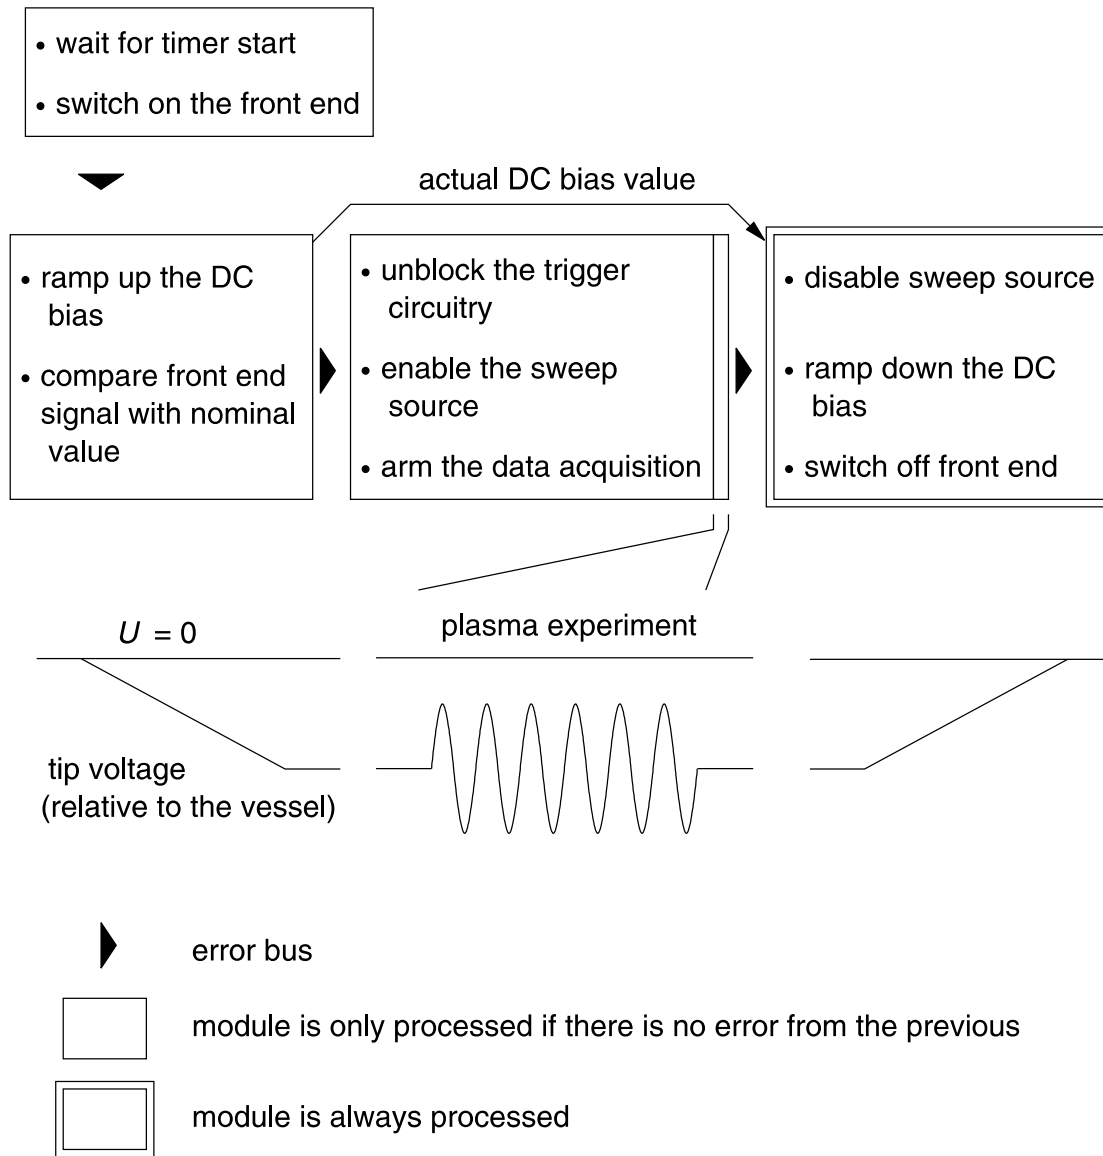 • wait for timer start
• switch on the front end
actual DC bias value
• ramp up the DC
bias
• compare front end
signal with nominal
value
• unblock the trigger
circuitry
• enable the sweep
source
• arm the data acquisition
• disable sweep source
• ramp down the DC
bias
• switch off front end
U = 0
plasma experiment
tip voltage
(relative to the vessel)
error bus
module is only processed if there is no error from the previous
module is always processed